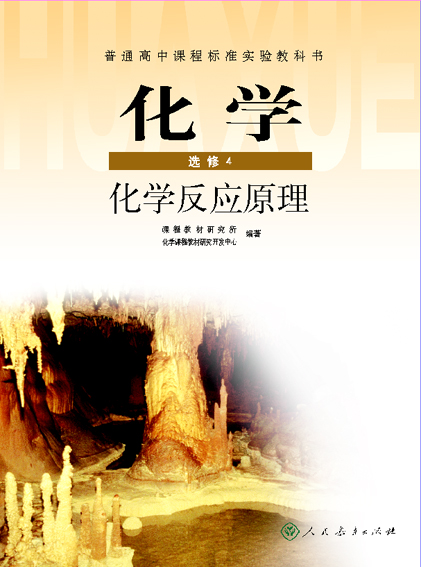 HUA XUE
普通高中课程标准实验教科书
化学
选修 4
化学反应原理
课程教材研究所
化学课程教材研究开发中心
编著
人民教育出版社